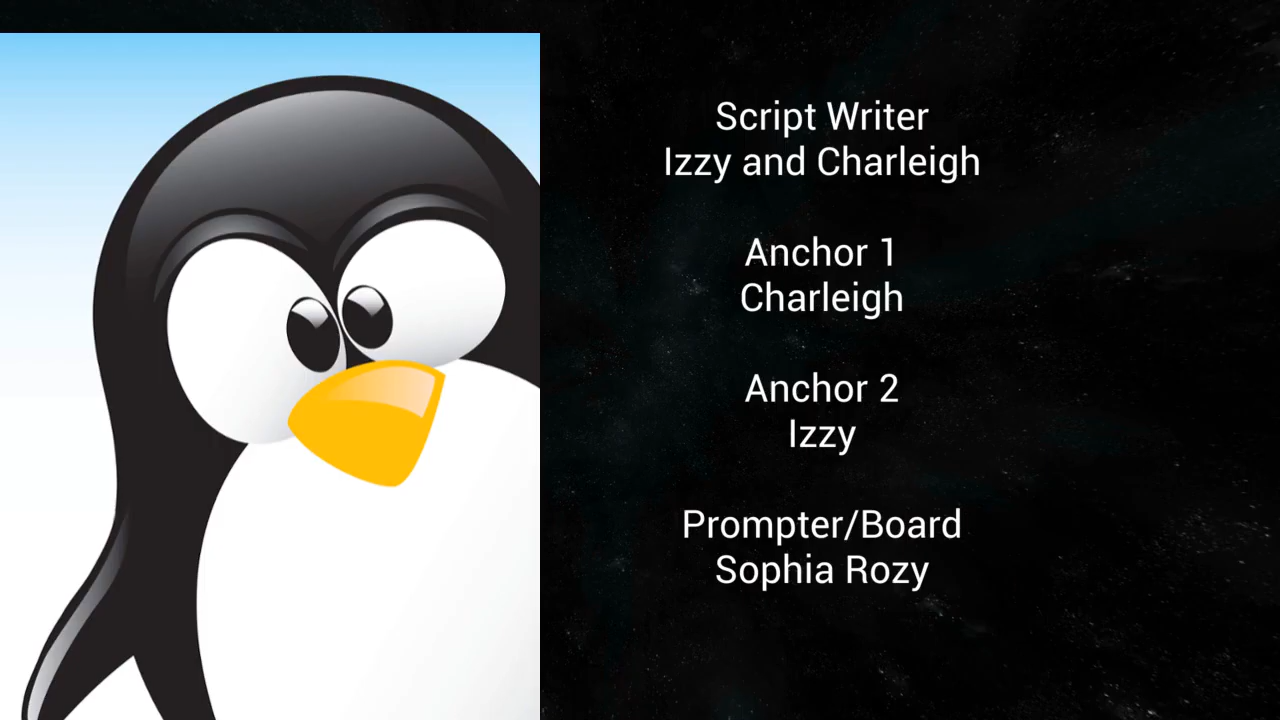 Script Writer
Izzy and Charleigh
Anchor 1
Charleigh
Anchor 2
Izzy
Prompter/Board
Sophia Rozy